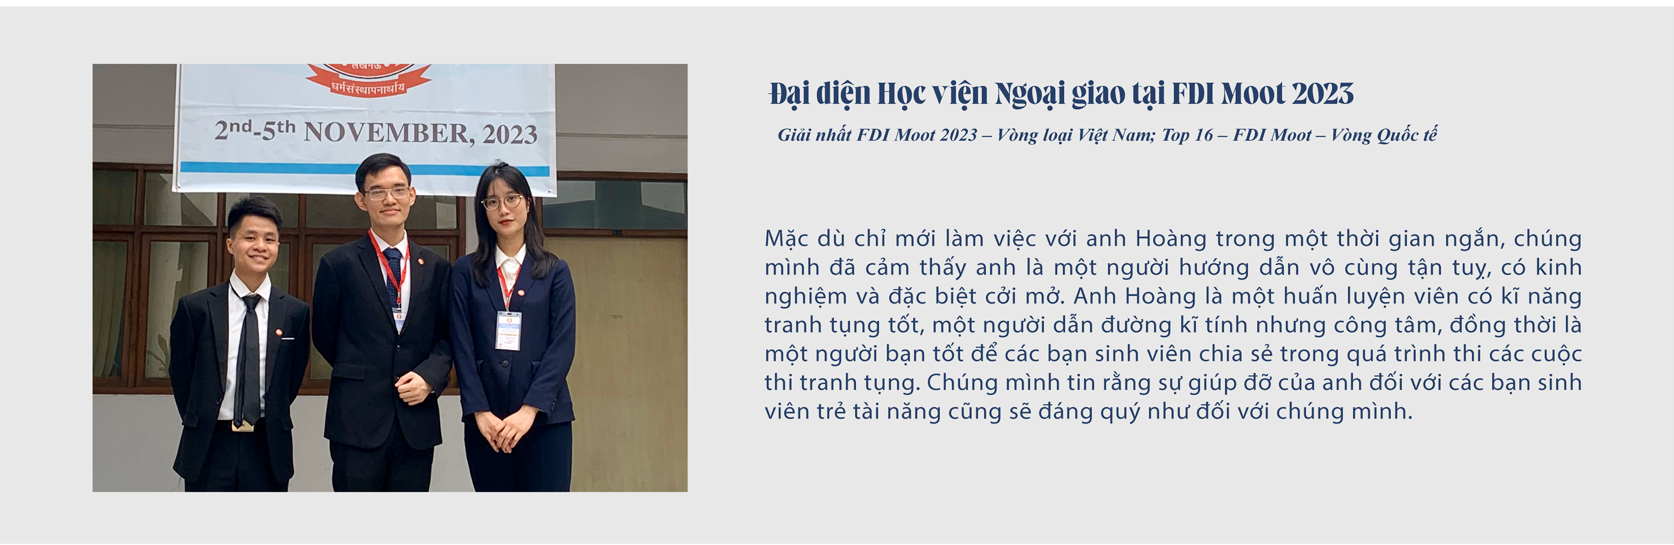 लखनऊ
धर्मसंस्थापनार्थाय
2nd-5th NOVEMBER, 2023
Đại diện Học viện Ngoại giao tại FDI Moot 2023
Giải nhất FDI Moot 2023 – Vòng loại Việt Nam; Top 16 – FDI Moot – Vòng Quốc tế
Mặc dù chỉ mới làm việc với anh Hoàng trong một thời gian ngắn, chúng
mình đã cảm thấy anh là một người hướng dẫn vô cùng tận tuỵ, có kinh
nghiệm và đặc biệt cởi mở. Anh Hoàng là một huấn luyện viên có kĩ năng
tranh tụng tốt, một người dẫn đường kĩ tính nhưng công tâm, đồng thời là
một người bạn tốt để các bạn sinh viên chia sẻ trong quá trình thi các cuộc
thi tranh tụng. Chúng mình tin rằng sự giúp đỡ của anh đối với các bạn sinh
viên trẻ tài năng cũng sẽ đáng quý như đối với chúng mình.